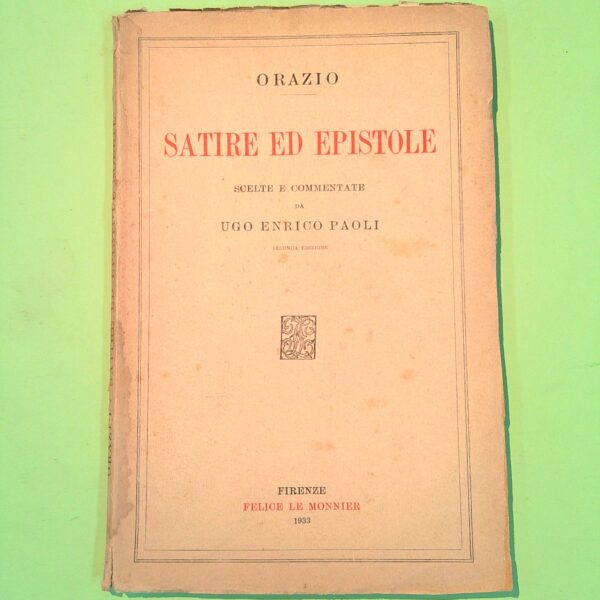 ORAZIO
SATIRE ED EPISTOLE
SCELTE E COMMENTATE
DA
UGO ENRICO PAOLI
SECONDA EDIZIONE
FIRENZE
FELICE LE MONNIER
1933